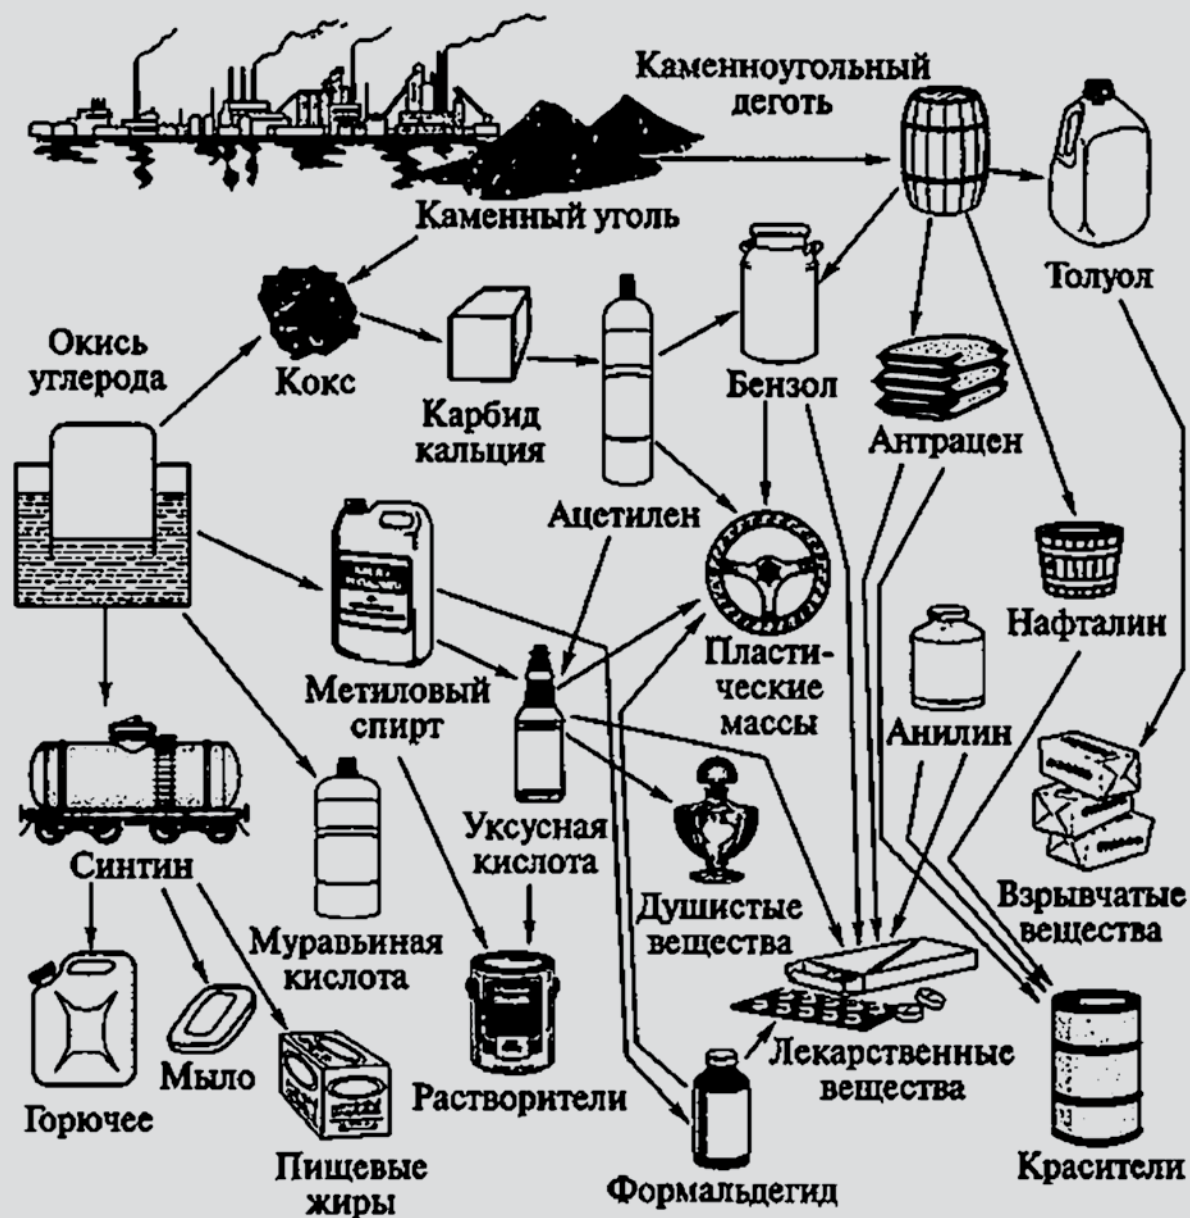 Каменноугольный
деготь
Каменный уголь
Толуол
Окись
углерода
Кокс
Карбид
кальция
Бензол
Антрацен
Ацетилен
Нафталин
Метиловый
спирт
Пласти-
ческие
массы
Анилин
Синтин
Уксусная
кислота
Душистые
вещества
Взрывчатые
вещества
Муравьиная
кислота
Горючее
Мыло
Пищевые
жиры
Растворители
Лекарственные
вещества
Формальдегид
Красители